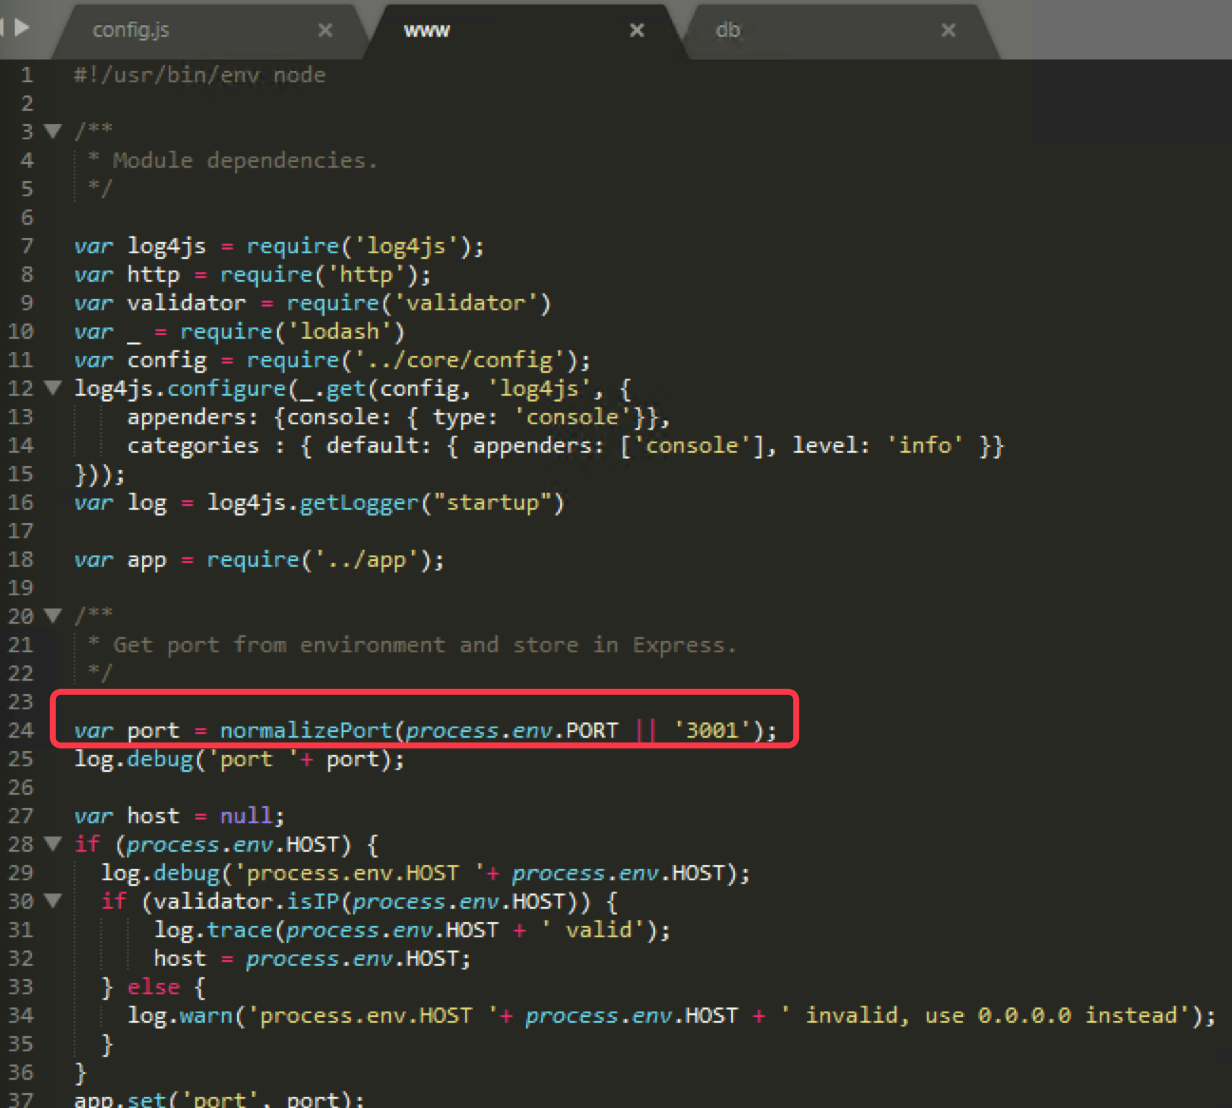 config.js × www × db ×
1 #!/usr/bin/env node
2
3 /**
4  * Module dependencies.
5  */
6
7 var log4js = require('log4js');
8 var http = require('http');
9 var validator = require('validator')
10 var _ = require('lodash')
11 var config = require('../core/config');
12 log4js.configure(_.get(config, 'log4js', {
13     appenders: {console: { type: 'console'}},
14     categories : { default: { appenders: ['console'], level: 'info' }}
15 }));
16 var log = log4js.getLogger("startup")
17
18 var app = require('../app');
19
20 /**
21  * Get port from environment and store in Express.
22  */
23
24 var port = normalizePort(process.env.PORT || '3001');
25 log.debug('port '+ port);
26
27 var host = null;
28 if (process.env.HOST) {
29   log.debug('process.env.HOST '+ process.env.HOST);
30   if (validator.isIP(process.env.HOST)) {
31       log.trace(process.env.HOST + ' valid');
32       host = process.env.HOST;
33   } else {
34     log.warn('process.env.HOST '+ process.env.HOST + ' invalid, use 0.0.0.0 instead');
35   }
36 }
37 app.set('port', port);